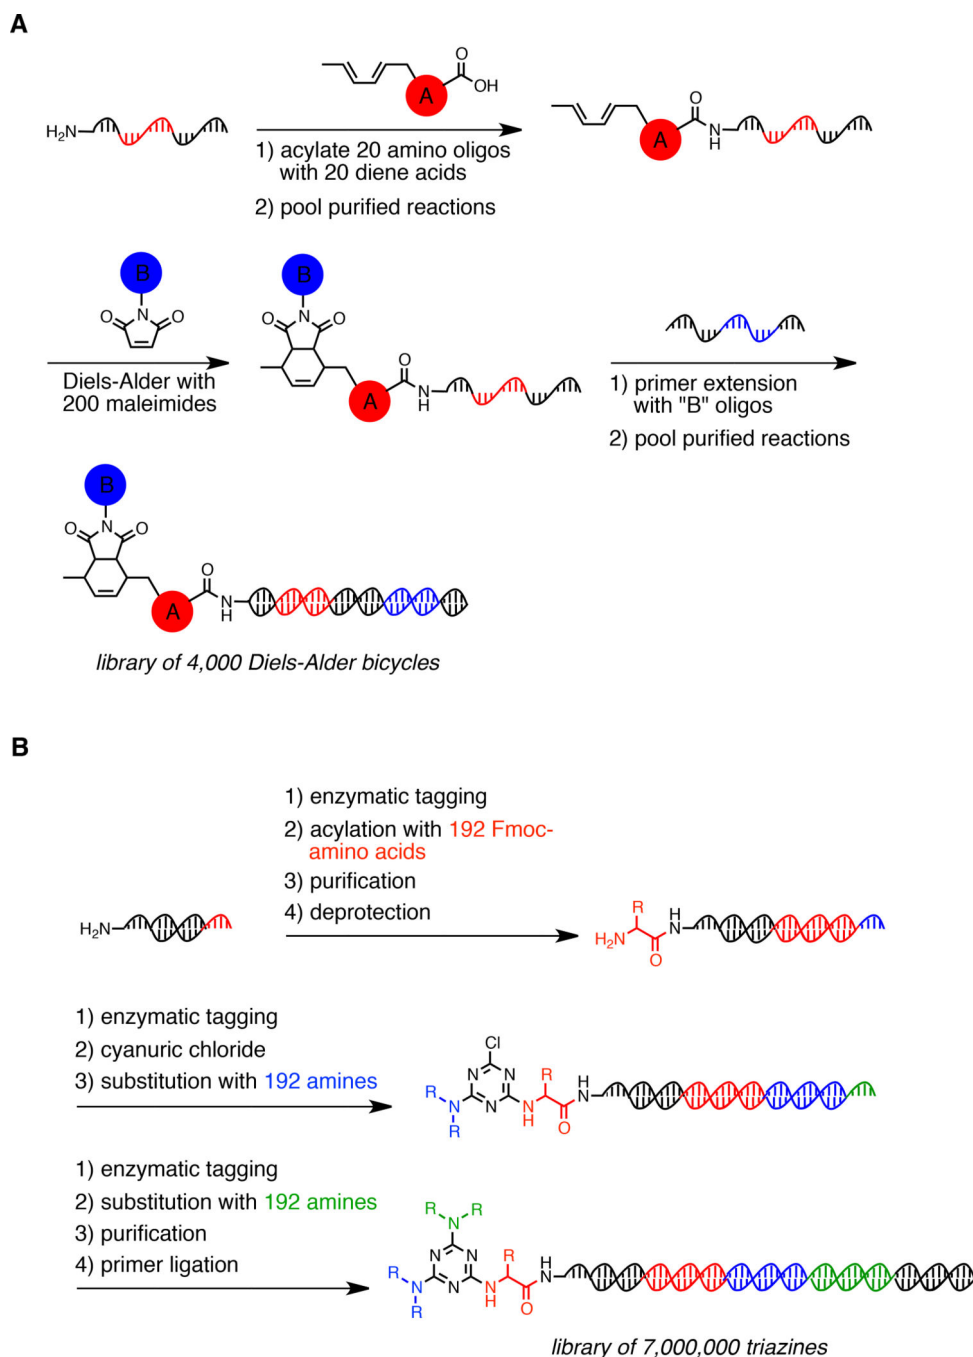 A
O
OH
A
H2N
1) acylate 20 amino oligos
with 20 diene acids
2) pool purified reactions
O
A
N
H
B
N
O
O
Diels-Alder with
200 maleimides
B
N
O
O
O
A
N
H
1) primer extension
with "B" oligos
2) pool purified reactions
B
N
O
O
O
A
N
H
library of 4,000 Diels-Alder bicycles
B
1) enzymatic tagging
2) acylation with 192 Fmoc-
amino acids
3) purification
4) deprotection
H2N
R
H
N
H2N
O
1) enzymatic tagging
2) cyanuric chloride
3) substitution with 192 amines
Cl
N
N
R
H
N
R
N
N
N
H
O
R
1) enzymatic tagging
2) substitution with 192 amines
3) purification
4) primer ligation
R
R
N
N
N
R
H
N
R
N
N
N
H
O
R
library of 7,000,000 triazines